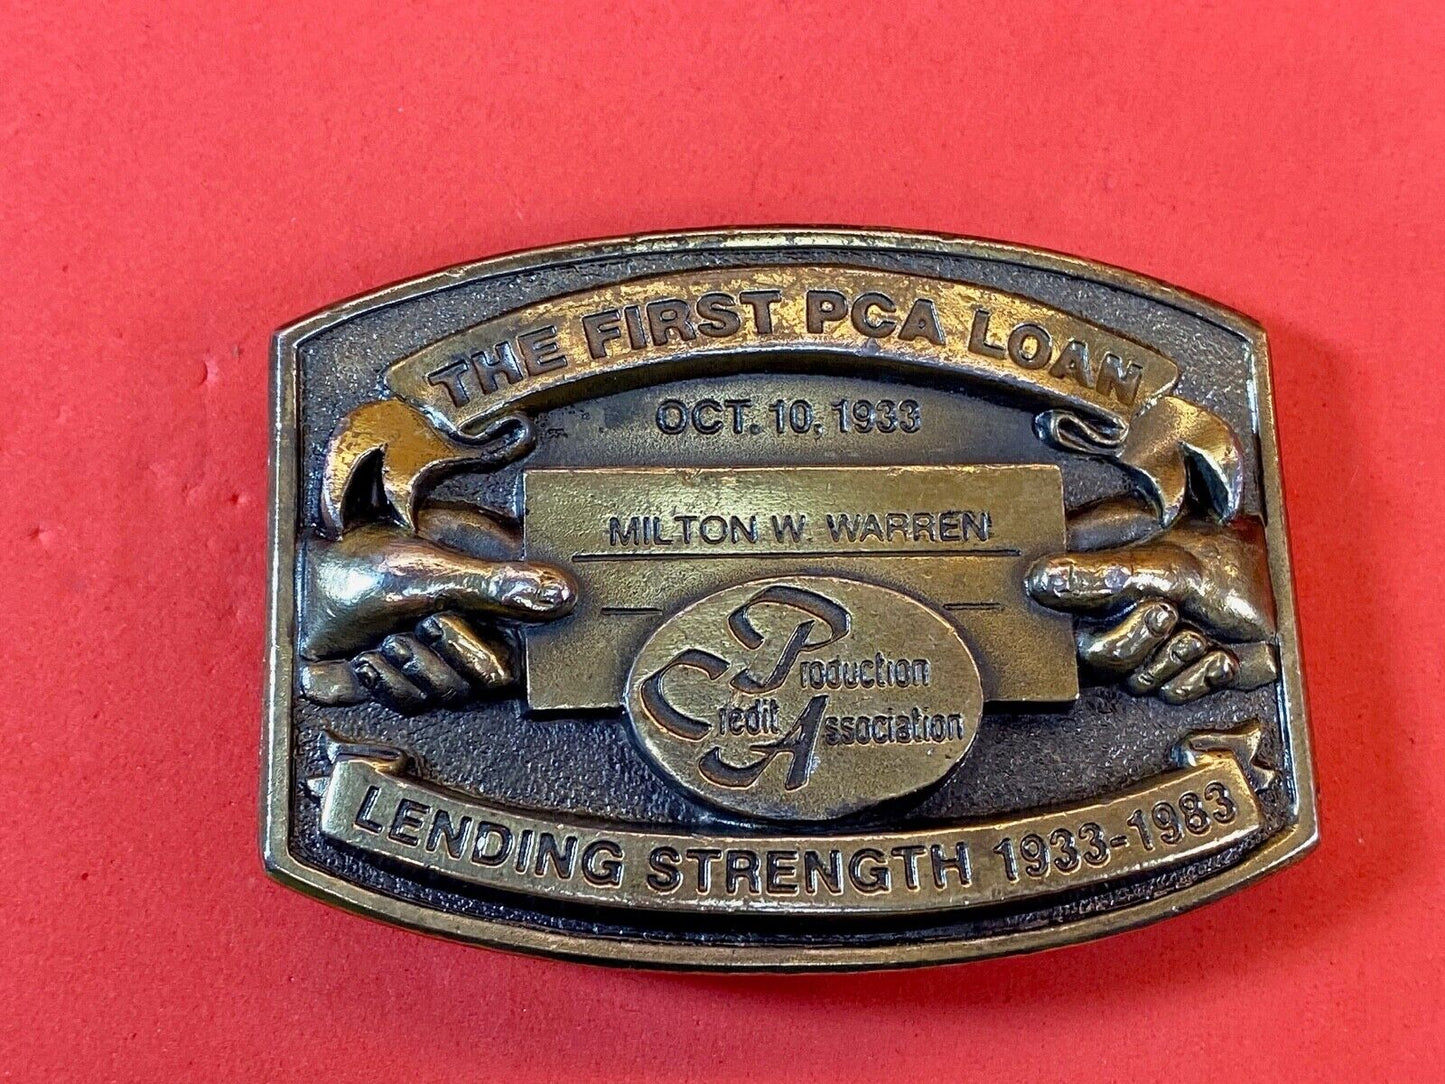 THE FIRST PCA LOAN
OCT. 10, 1933
MILTON W. WARREN
Production
Credit Association
LENDING STRENGTH 1933-1983